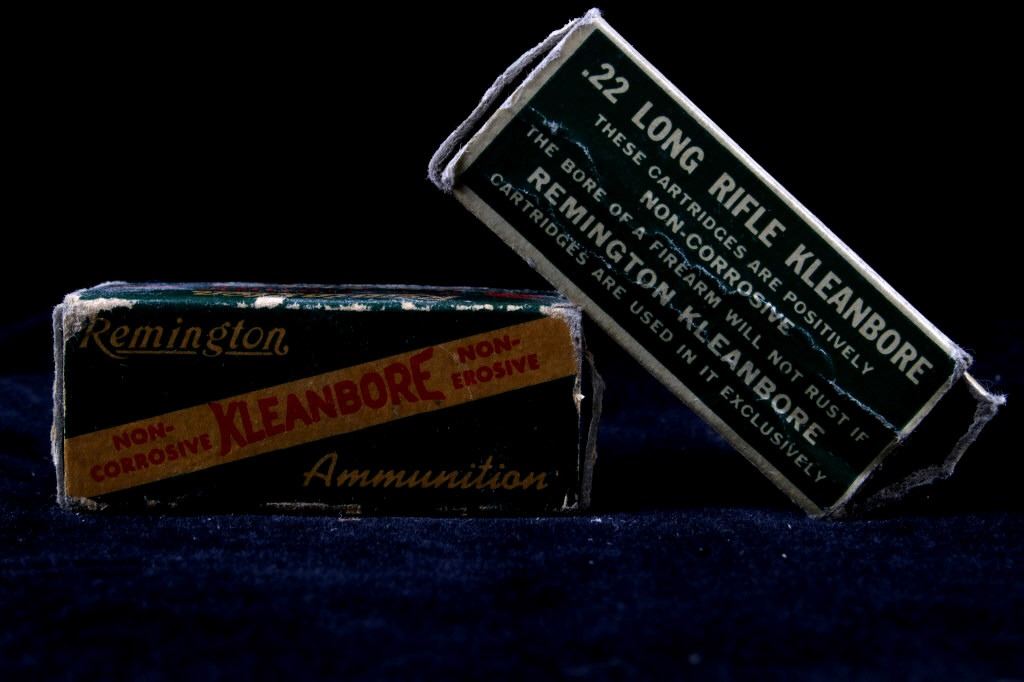 Remington
NON-
CORROSIVE
KLEANBORE
NON-
EROSIVE
Ammunition
.22 LONG RIFLE KLEANBORE
THESE CARTRIDGES ARE POSITIVELY
NON-CORROSIVE
THE BORE OF A FIREARM WILL NOT RUST IF
REMINGTON KLEANBORE
CARTRIDGES ARE USED IN IT EXCLUSIVELY